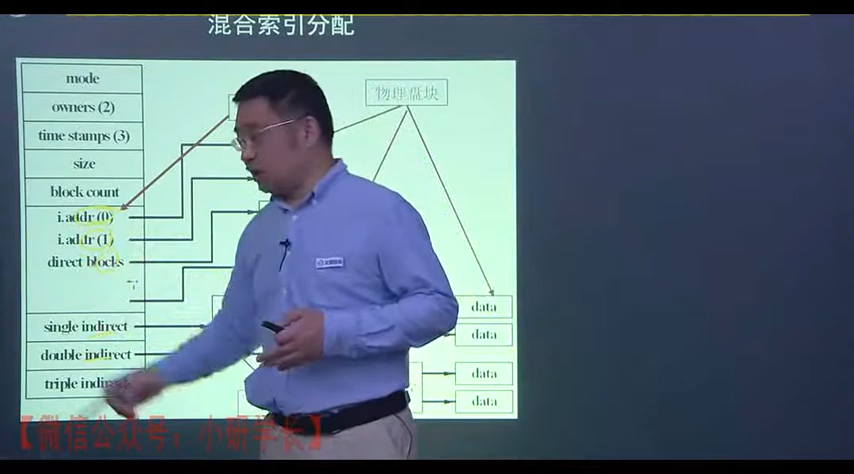 混合索引分配
mode
物理盘块
owners (2)
time stamps (3)
size
block count
i.addr (0)
i.addr (1)
direct blocks
data
single indirect
data
double indirect
data
triple indirect
data
【微信公众号：小研学长】